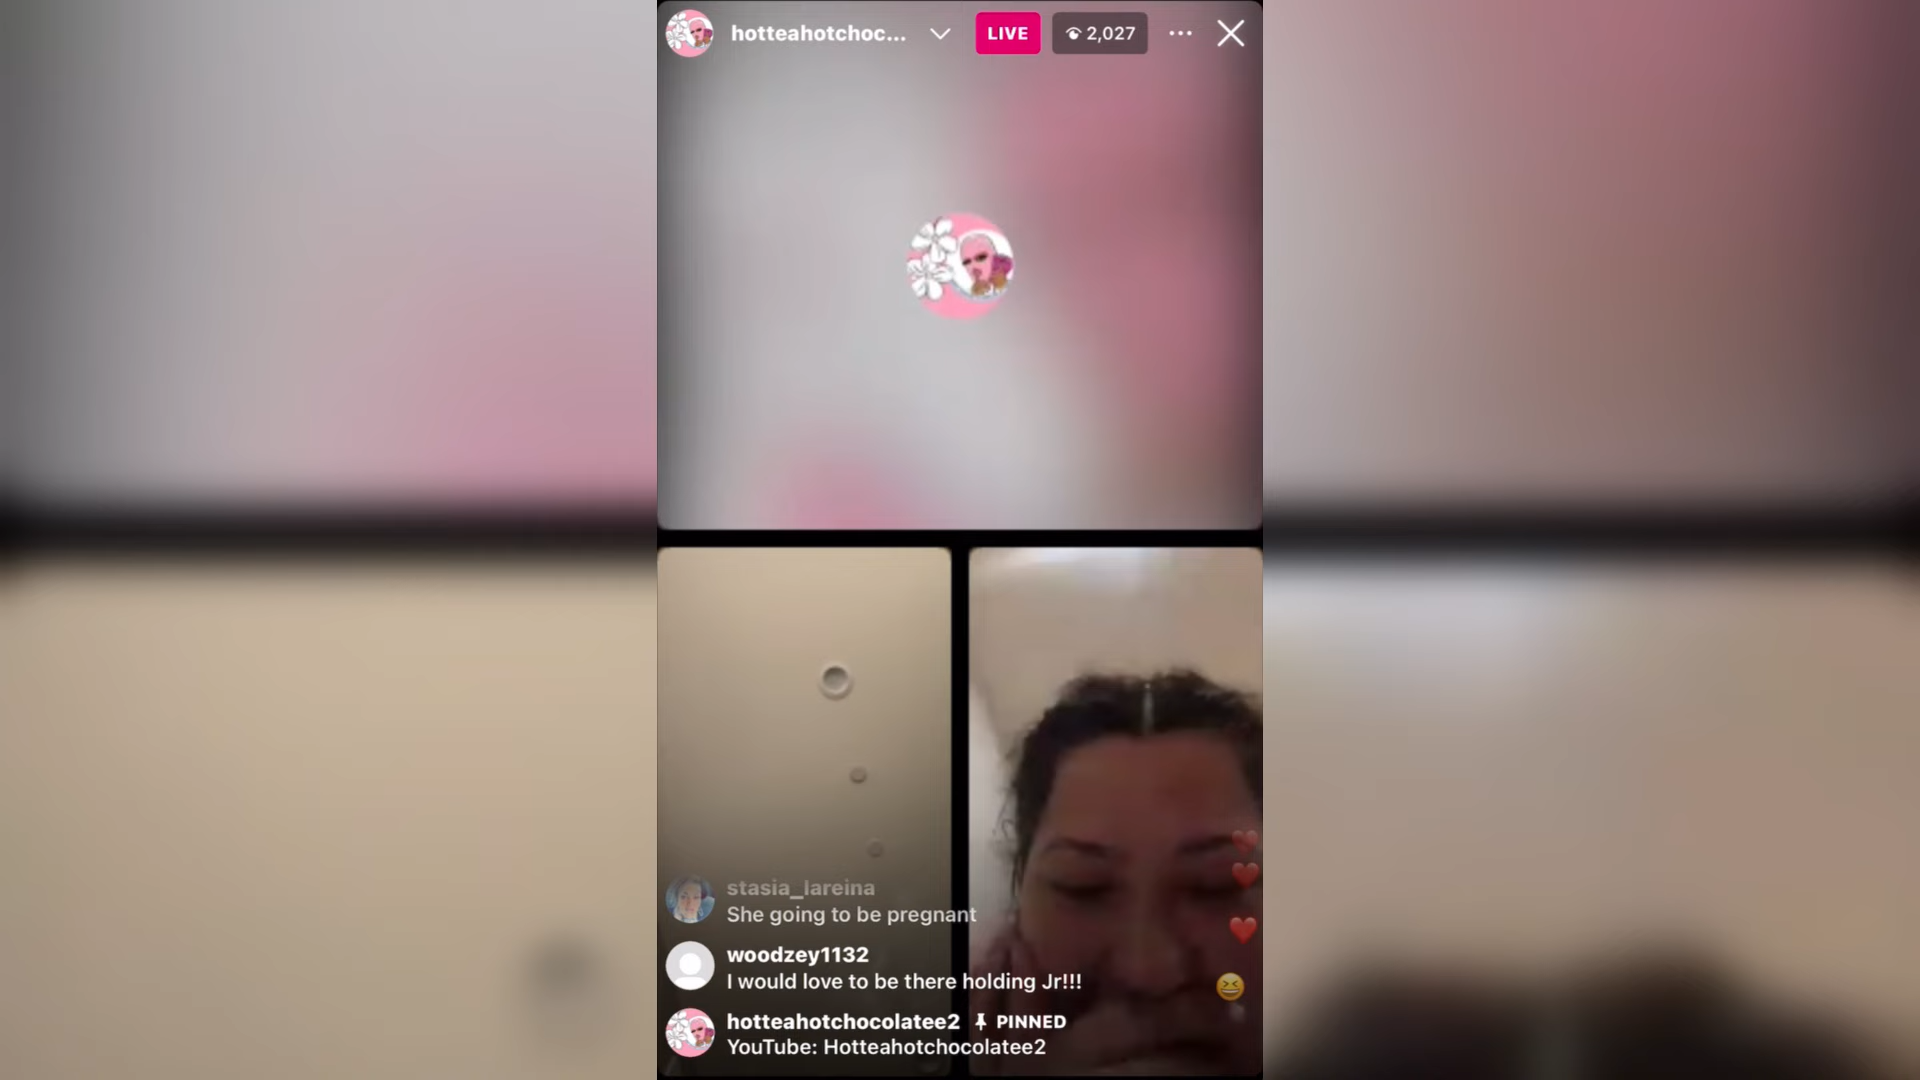 hotteahotchoc...
LIVE
2,027
stasia_lareina
She going to be pregnant
woodzey1132
I would love to be there holding Jr!!!
hotteahotchocolatee2 PINNED
YouTube: Hotteahotchocolatee2